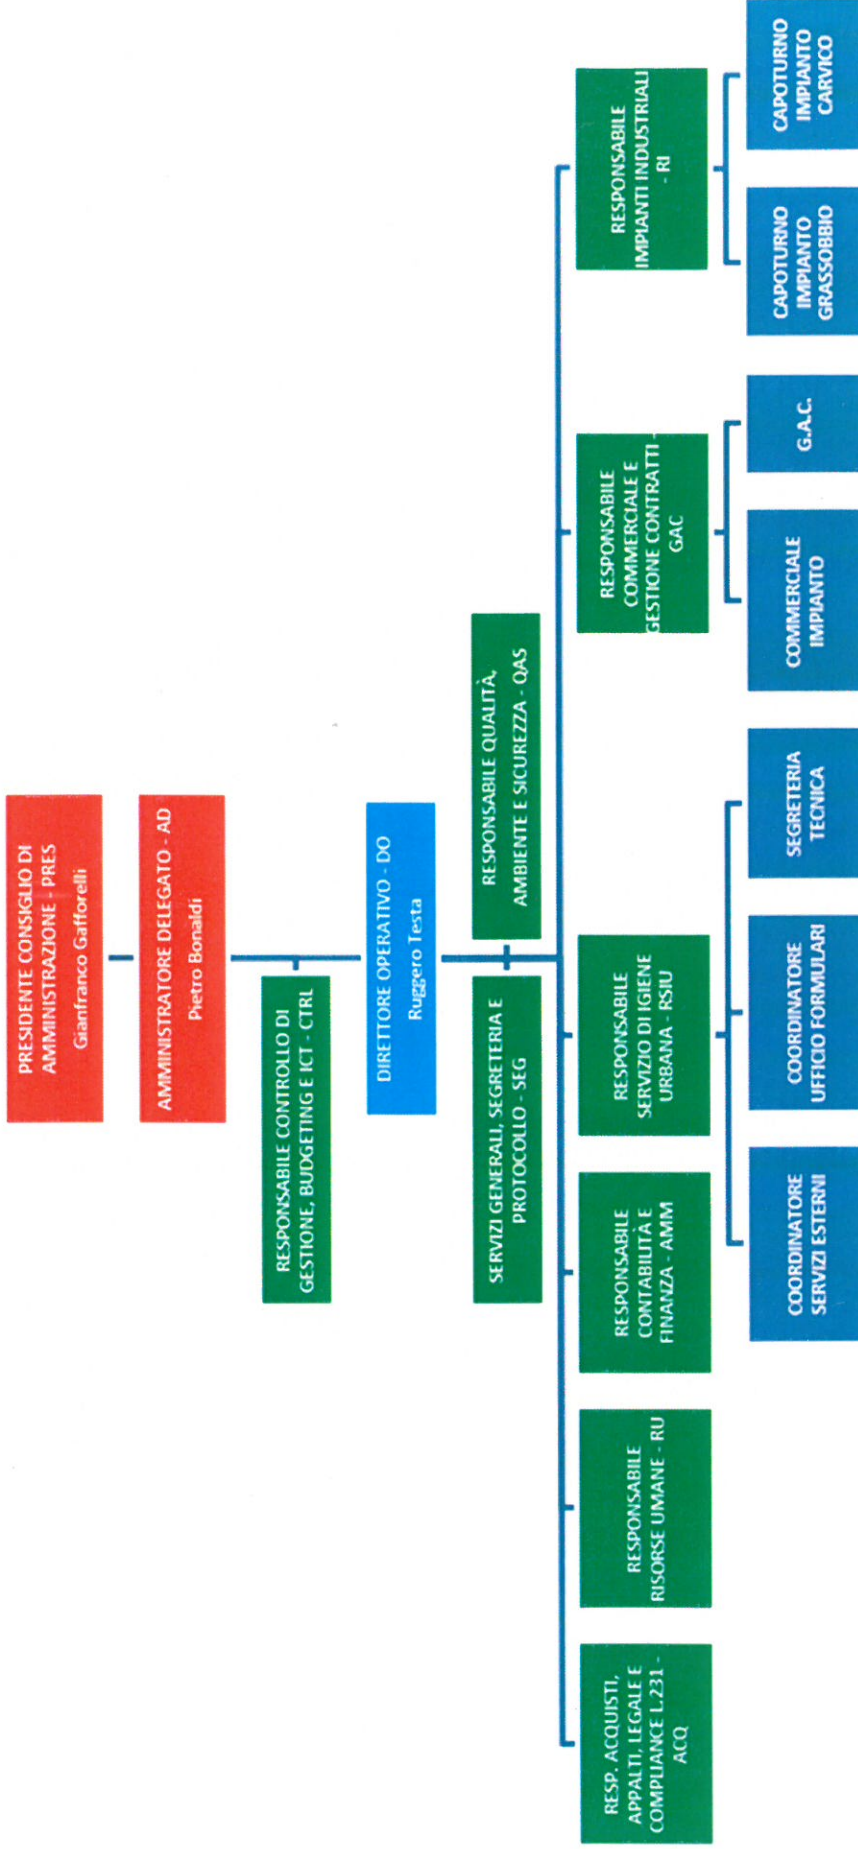 PRESIDENTE CONSIGLIO DI
AMMINISTRAZIONE - PRES
Gianfranco Gafforelli
AMMINISTRATORE DELEGATO - AD
Pietro Bonaldi
RESPONSABILE CONTROLLO DI
GESTIONE, BUDGETING E ICT - CTRL
DIRETTORE OPERATIVO - DO
Ruggero Testa
SERVIZI GENERALI, SEGRETERIA E
PROTOCOLLO - SEG
RESPONSABILE QUALITÀ,
AMBIENTE E SICUREZZA - QAS
RESP. ACQUISTI,
APPALTI, LEGALE E
COMPLIANCE L.231 -
ACQ
RESPONSABILE
RISORSE UMANE - RU
RESPONSABILE
CONTABILITÀ E
FINANZA - AMM
RESPONSABILE
SERVIZIO DI IGIENE
URBANA - RSIU
RESPONSABILE
COMMERCIALE E
GESTIONE CONTRATTI -
GAC
RESPONSABILE
IMPIANTI INDUSTRIALI
- RI
COORDINATORE
SERVIZI ESTERNI
COORDINATORE
UFFICIO FORMULARI
SEGRETERIA
TECNICA
COMMERCIALE
IMPIANTO
G.A.C.
CAPOTURNO
IMPIANTO
GRASSOBBIO
CAPOTURNO
IMPIANTO
CARVICO